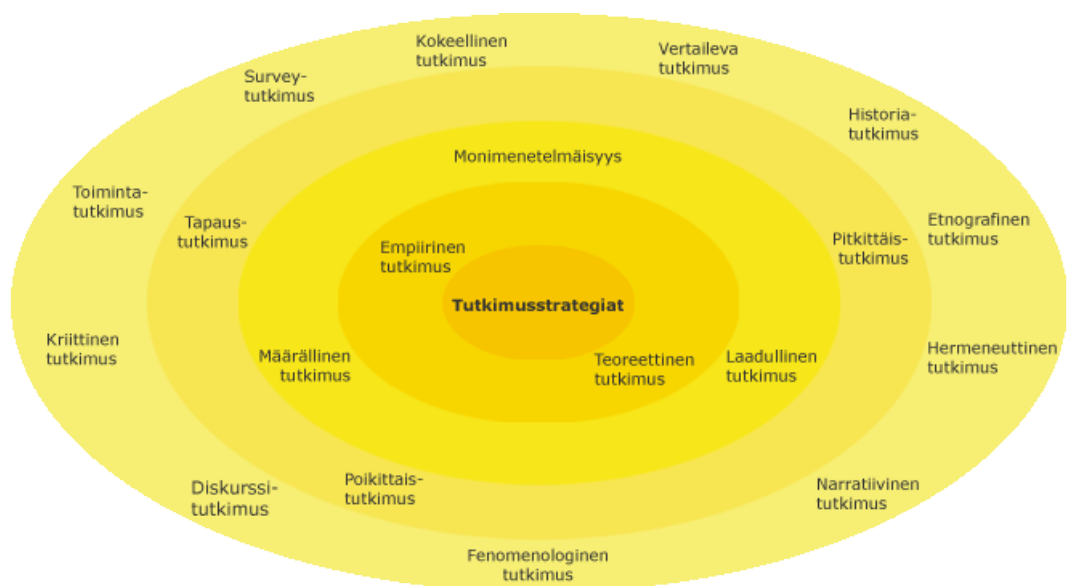 Kokeellinen
tutkimus
Vertaileva
tutkimus
Survey-
tutkimus
Historia-
tutkimus
Monimenetelmäisyys
Toiminta-
tutkimus
Tapaus-
tutkimus
Etnografinen
tutkimus
Pitkittäis-
tutkimus
Empiirinen
tutkimus
Tutkimusstrategiat
Kriittinen
tutkimus
Määrällinen
tutkimus
Teoreettinen
tutkimus
Laadullinen
tutkimus
Hermeneuttinen
tutkimus
Diskurssi-
tutkimus
Poikittais-
tutkimus
Narratiivinen
tutkimus
Fenomenologinen
tutkimus